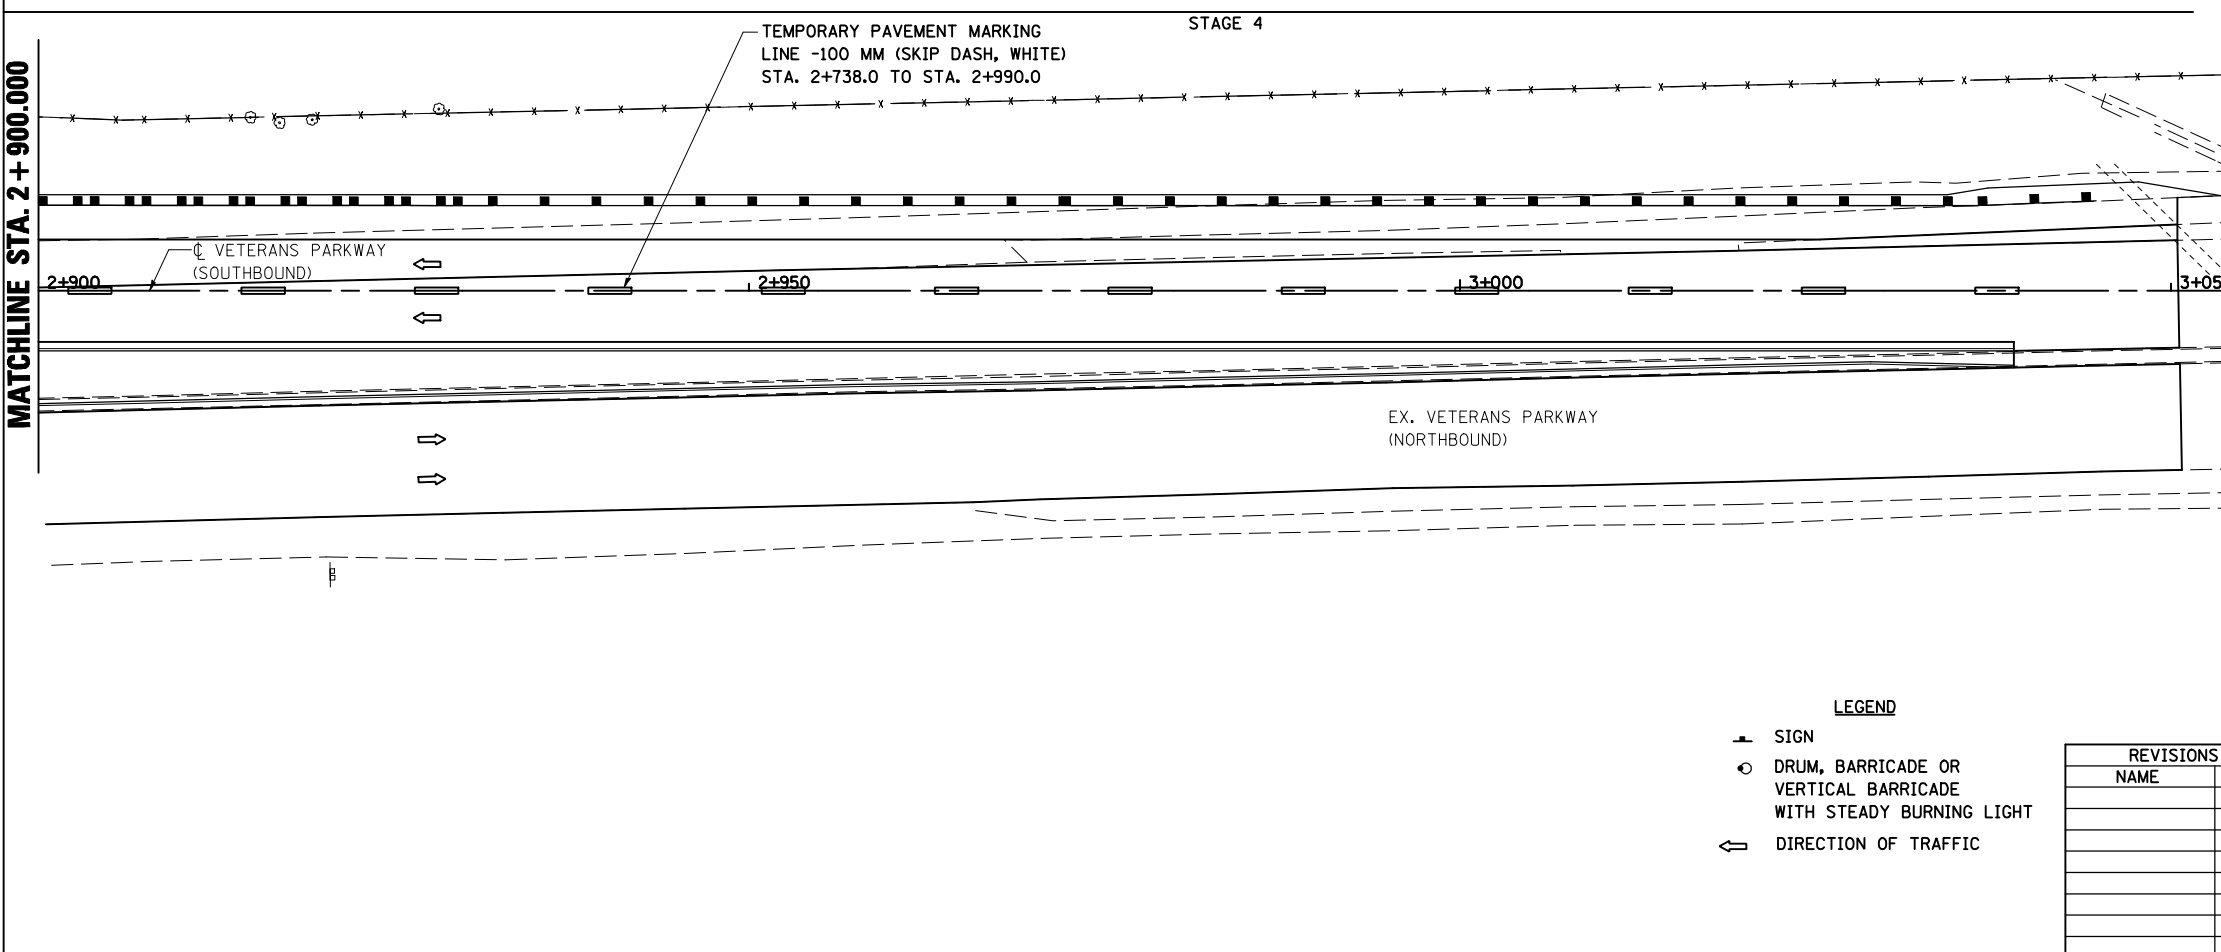 STAGE 4
TEMPORARY PAVEMENT MARKING
LINE -100 MM (SKIP DASH, WHITE)
STA. 2+738.0 TO STA. 2+990.0
MATCHLINE STA. 2+900.000
℄ VETERANS PARKWAY
(SOUTHBOUND)
2+900
2+950
3+000
3+05
EX. VETERANS PARKWAY
(NORTHBOUND)
LEGEND
SIGN
DRUM, BARRICADE OR
VERTICAL BARRICADE
WITH STEADY BURNING LIGHT
DIRECTION OF TRAFFIC
REVISIONS
NAME